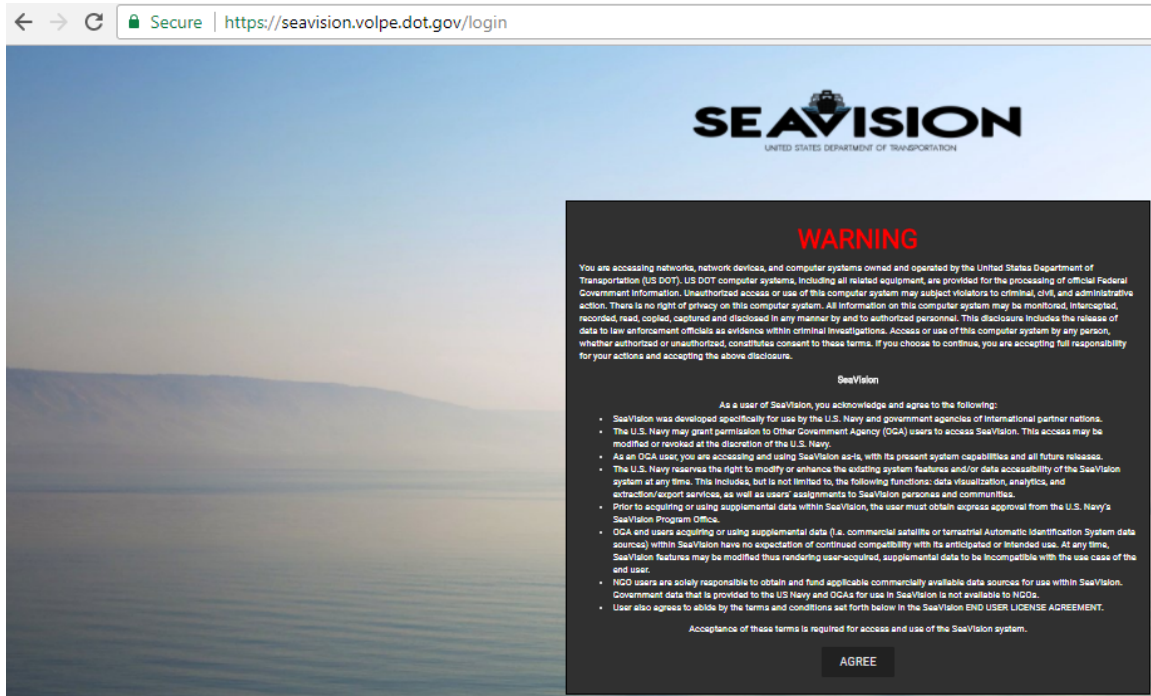 Secure | https://seavision.volpe.dot.gov/login
SEAVISION
UNITED STATES DEPARTMENT OF TRANSPORTATION
WARNING
You are accessing networks, network devices, and computer systems owned and operated by the United States Department of
Transportation (US DOT). US DOT computer systems, including all related equipment, are provided for the processing of official Federal
Government information. Unauthorized access or use of this computer system may subject violators to criminal, civil, and administrative
action. There is no right of privacy on this computer system. All information on this computer system may be monitored, intercepted,
recorded, read, copied, captured and disclosed in any manner by and to authorized personnel. This disclosure includes the release of
data to law enforcement officials as evidence within criminal investigations. Access or use of this computer system by any person,
whether authorized or unauthorized, constitutes consent to these terms. If you choose to continue, you are accepting full responsibility
for your actions and accepting the above disclosure.
SeaVision
As a user of SeaVision, you acknowledge and agree to the following:
• SeaVision was developed specifically for use by the U.S. Navy and government agencies of international partner nations.
• The U.S. Navy may grant permission to Other Government Agency (OGA) users to access SeaVision. This access may be
modified or revoked at the discretion of the U.S. Navy.
• As an OGA user, you are accessing and using SeaVision as-is, with its present system capabilities and all future releases.
• The U.S. Navy reserves the right to modify or enhance the existing system features and/or data accessibility of the SeaVision
system at any time. This includes, but is not limited to, the following functions: data visualization, analytics, and
extraction/export services, as well as users' assignments to SeaVision personas and communities.
• Prior to acquiring or using supplemental data within SeaVision, the user must obtain express approval from the U.S. Navy's
SeaVision Program Office.
• OGA end users acquiring or using supplemental data (i.e. commercial satellite or terrestrial Automatic Identification System data
sources) within SeaVision have no expectation of continued compatibility with its anticipated or intended use. At any time,
SeaVision features may be modified thus rendering user-acquired, supplemental data to be incompatible with the use case of the
end user.
• NGO users are solely responsible to obtain and fund applicable commercially available data sources for use within SeaVision.
Government data that is provided to the US Navy and OGAs for use in SeaVision is not available to NGOs.
• User also agrees to abide by the terms and conditions set forth below in the SeaVision END USER LICENSE AGREEMENT.
Acceptance of these terms is required for access and use of the SeaVision system.
AGREE